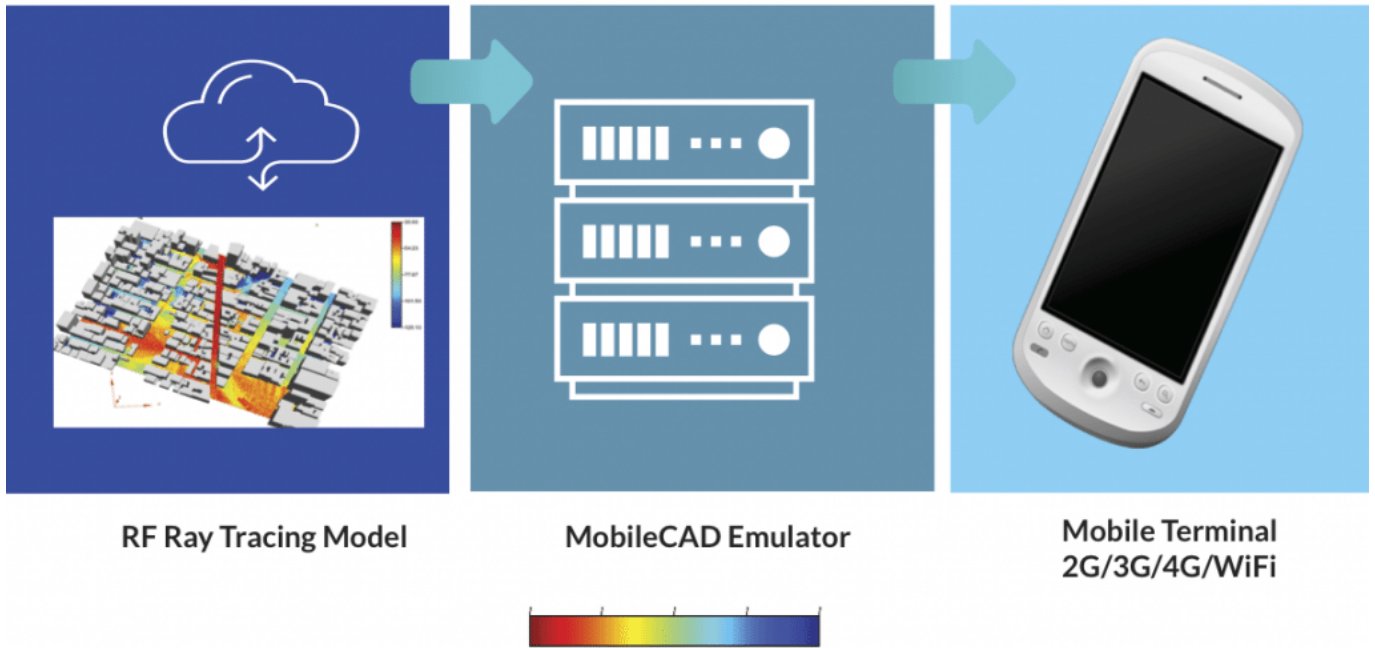 RF Ray Tracing Model
MobileCAD Emulator
Mobile Terminal
2G/3G/4G/WiFi